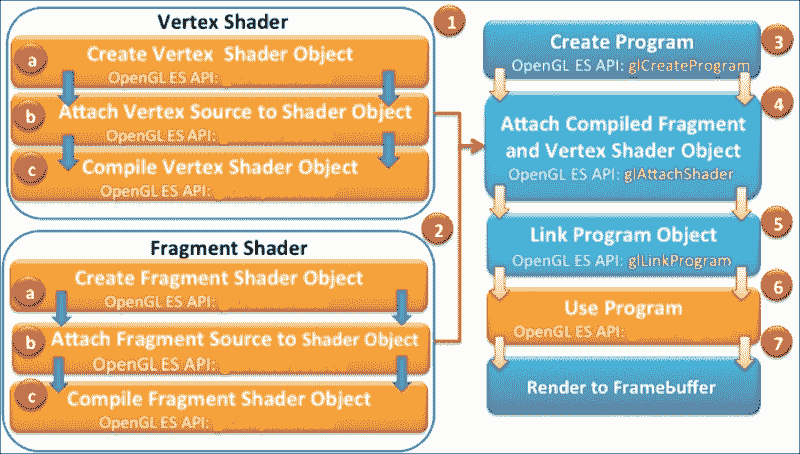 Vertex Shader
1
a
Create Vertex Shader Object
OpenGL ES API:
b
Attach Vertex Source to Shader Object
OpenGL ES API:
c
Compile Vertex Shader Object
OpenGL ES API:
2
Fragment Shader
a
Create Fragment Shader Object
OpenGL ES API:
b
Attach Fragment Source to Shader Object
OpenGL ES API:
c
Compile Fragment Shader Object
OpenGL ES API:
3
Create Program
OpenGL ES API: glCreateProgram
4
Attach Compiled Fragment
and Vertex Shader Object
OpenGL ES API: glAttachShader
5
Link Program Object
OpenGL ES API: glLinkProgram
6
Use Program
OpenGL ES API:
7
Render to Framebuffer